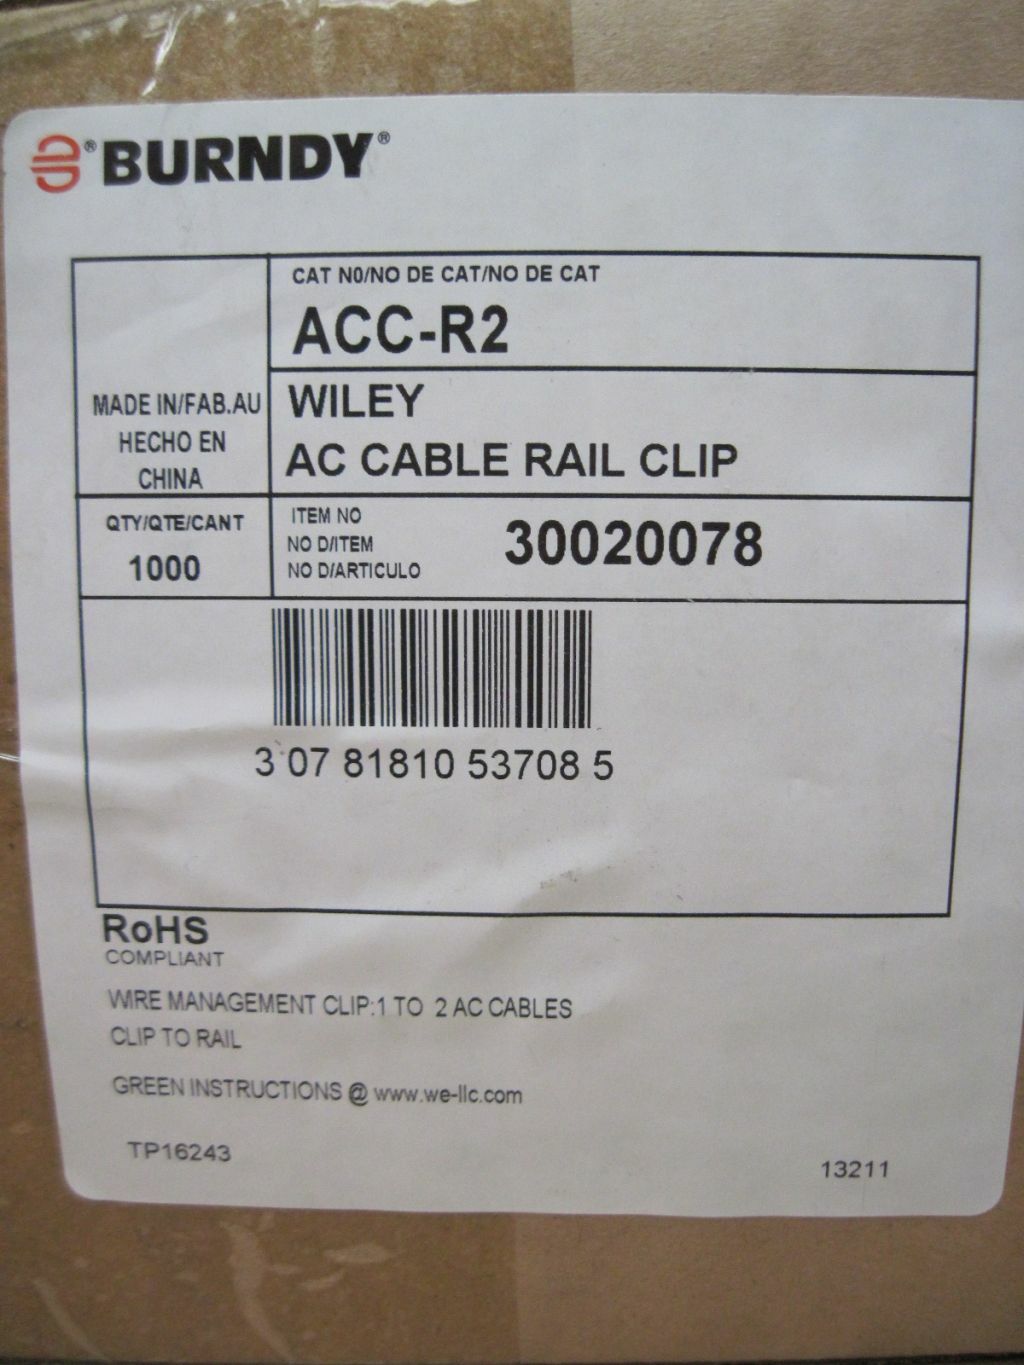 ® BURNDY®
CAT N0/NO DE CAT/NO DE CAT
ACC-R2
MADE IN/FAB.AU
HECHO EN
CHINA
WILEY
AC CABLE RAIL CLIP
QTY/QTE/CANT
1000
ITEM NO
NO D/ITEM
NO D/ARTICULO
30020078
3 07 81810 53708 5
RoHS
COMPLIANT
WIRE MANAGEMENT CLIP:1 TO 2 AC CABLES
CLIP TO RAIL
GREEN INSTRUCTIONS @ www.we-llc.com
TP16243
13211